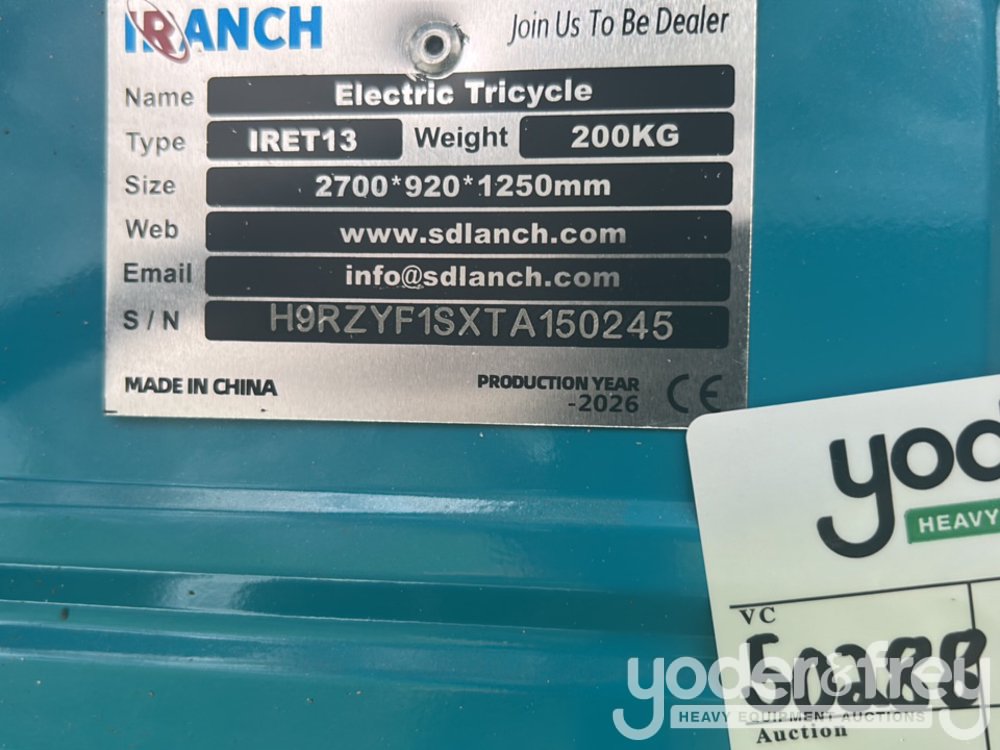 IRANCH
Join Us To Be Dealer
Name Electric Tricycle
Type IRET13 Weight 200KG
Size 2700*920*1250mm
Web www.sdlanch.com
Email info@sdlanch.com
S / N H9RZYF1SXTA150245
MADE IN CHINA
PRODUCTION YEAR
-2026
CE
yod
HEAVY
VC
yoder&frey
HEAVY EQUIPMENT AUCTIONS
Auction